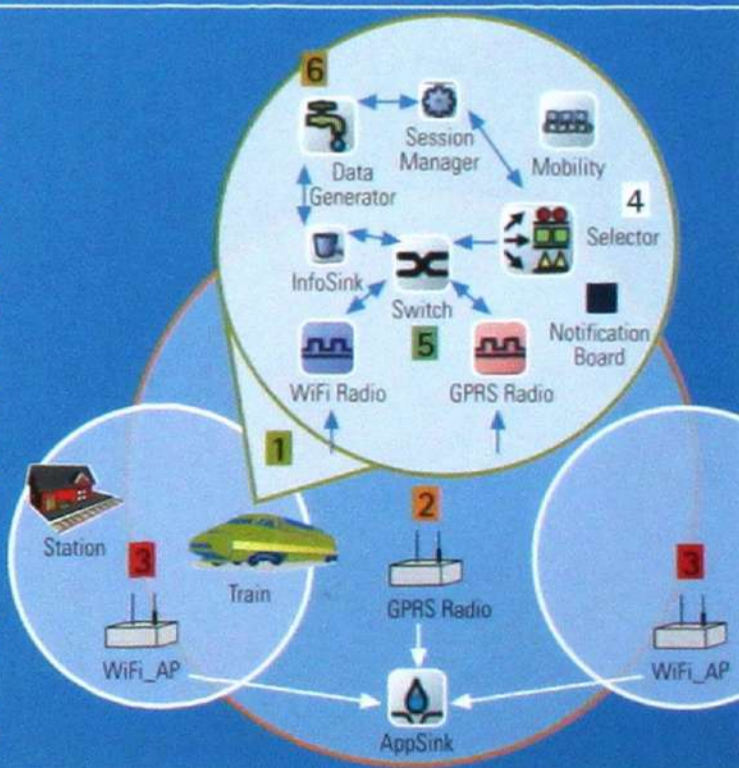 6
Data
Generator
Session
Manager
Mobility
4
Selector
InfoSink
Switch
5
Notification
Board
WiFi Radio
GPRS Radio
1
2
3
3
Station
Train
GPRS Radio
WiFi_AP
WiFi_AP
AppSink